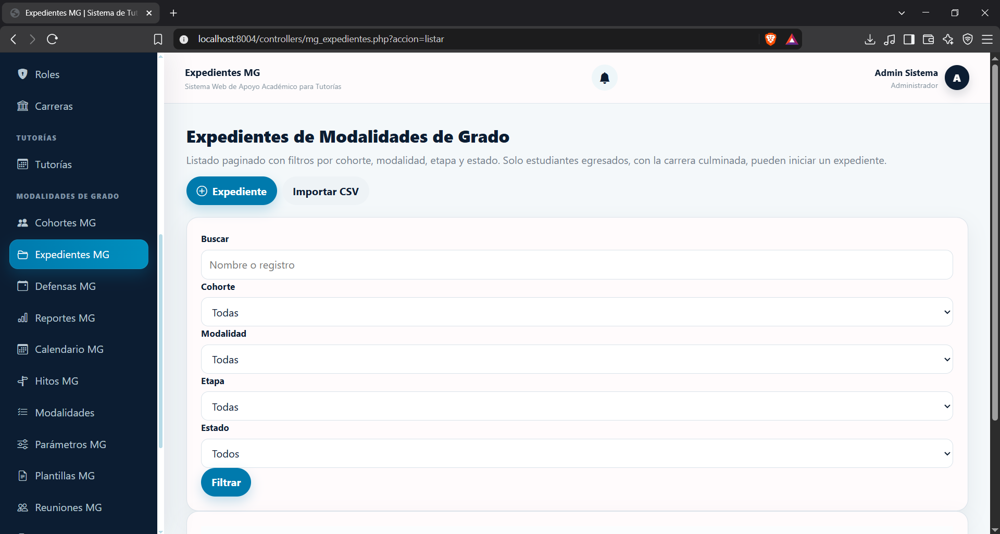 Expedientes MG | Sistema de Tut
localhost:8004/controllers/mg_expedientes.php?accion=listar
Roles
Carreras
TUTORÍAS
Tutorías
MODALIDADES DE GRADO
Cohortes MG
Expedientes MG
Defensas MG
Reportes MG
Calendario MG
Hitos MG
Modalidades
Parámetros MG
Plantillas MG
Reuniones MG
Expedientes MG
Sistema Web de Apoyo Académico para Tutorías
Admin Sistema
Administrador
A
Expedientes de Modalidades de Grado
Listado paginado con filtros por cohorte, modalidad, etapa y estado. Solo estudiantes egresados, con la carrera culminada, pueden iniciar un expediente.
Expediente
Importar CSV
Buscar
Nombre o registro
Cohorte
Todas
Modalidad
Todas
Etapa
Todas
Estado
Todos
Filtrar